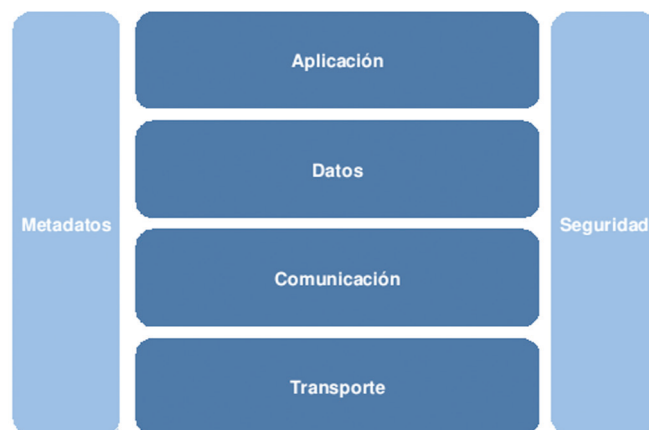 Aplicación
Datos
Metadatos
Seguridad
Comunicación
Transporte